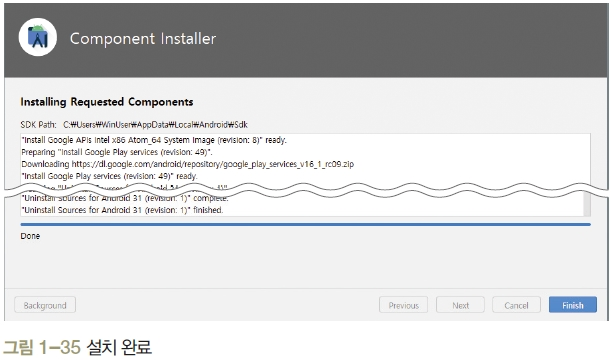 Component Installer
Installing Requested Components
SDK Path: C:₩Users₩WinUser₩AppData₩Local₩Android₩Sdk
"Install Google APIs Intel x86 Atom_64 System Image (revision: 8)" ready.
Preparing "Install Google Play services (revision: 49)".
Downloading https://dl.google.com/android/repository/google_play_services_v16_1_rc09.zip
"Install Google Play services (revision: 49)" ready.
"Uninstall Sources for Android 31 (revision: 1)" complete.
"Uninstall Sources for Android 31 (revision: 1)" finished.
Done
Background Previous Next Cancel Finish
그림 1-35 설치 완료